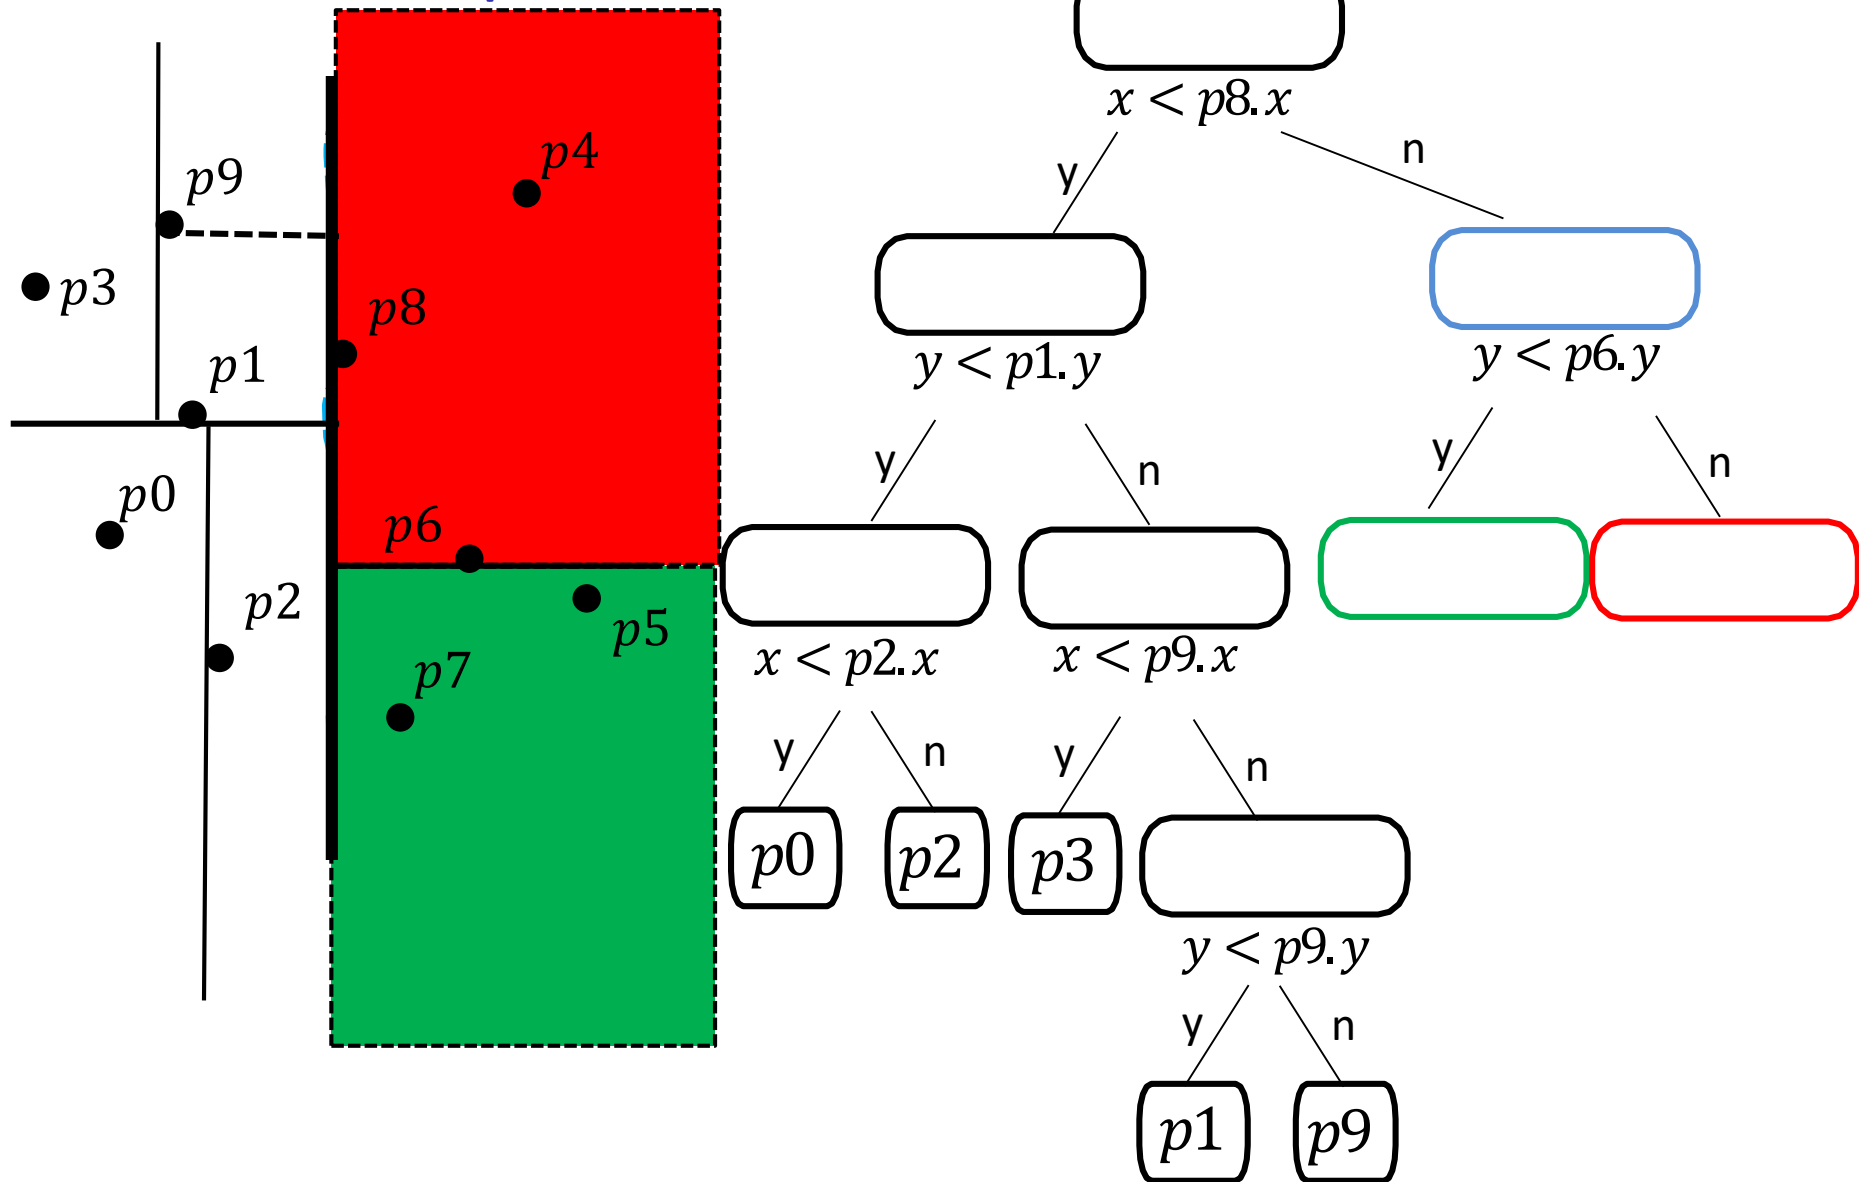 p9
p3
p1
p0
p2
p4
p8
p6
p5
p7
x < p8.x
y
n
y < p1.y
y < p6.y
y
n
y
n
x < p2.x
x < p9.x
y
n
y
n
p0
p2
p3
y < p9.y
y
n
p1
p9